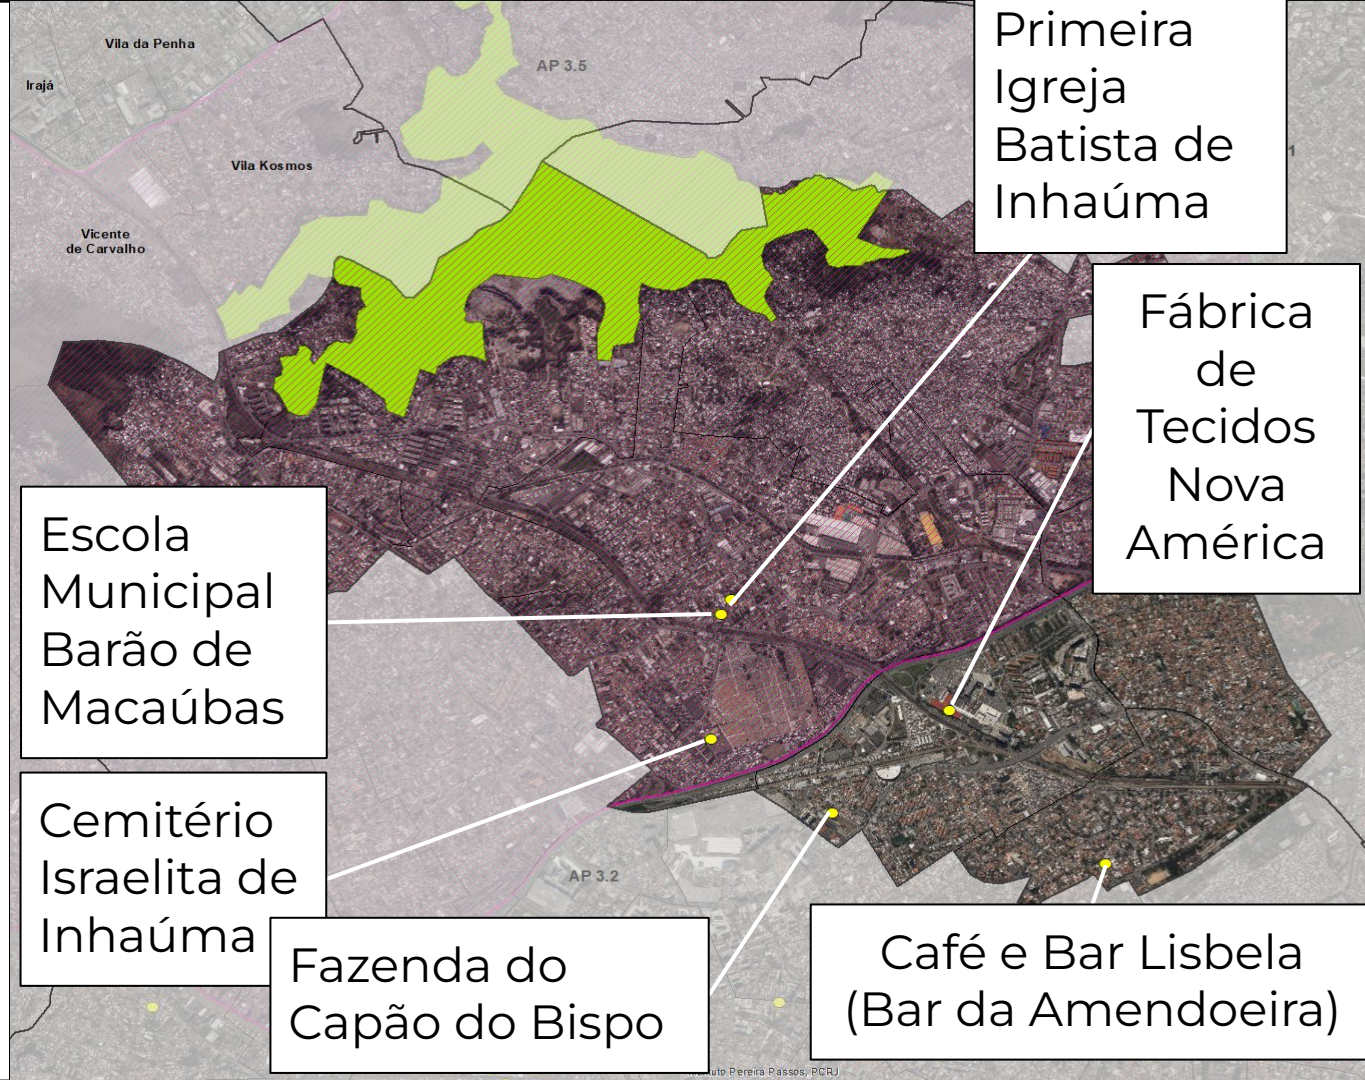 Vila da Penha
Irajá
AP 3.5
Vila Kosmos
Vicente
de Carvalho
Primeira
Igreja
Batista de
Inhaúma
1
Fábrica
de
Tecidos
Nova
América
Escola
Municipal
Barão de
Macaúbas
Cemitério
Israelita de
Inhaúma
AP 3.2
Fazenda do
Capão do Bispo
Café e Bar Lisbela
(Bar da Amendoeira)
Pereira Passos, PCRJ